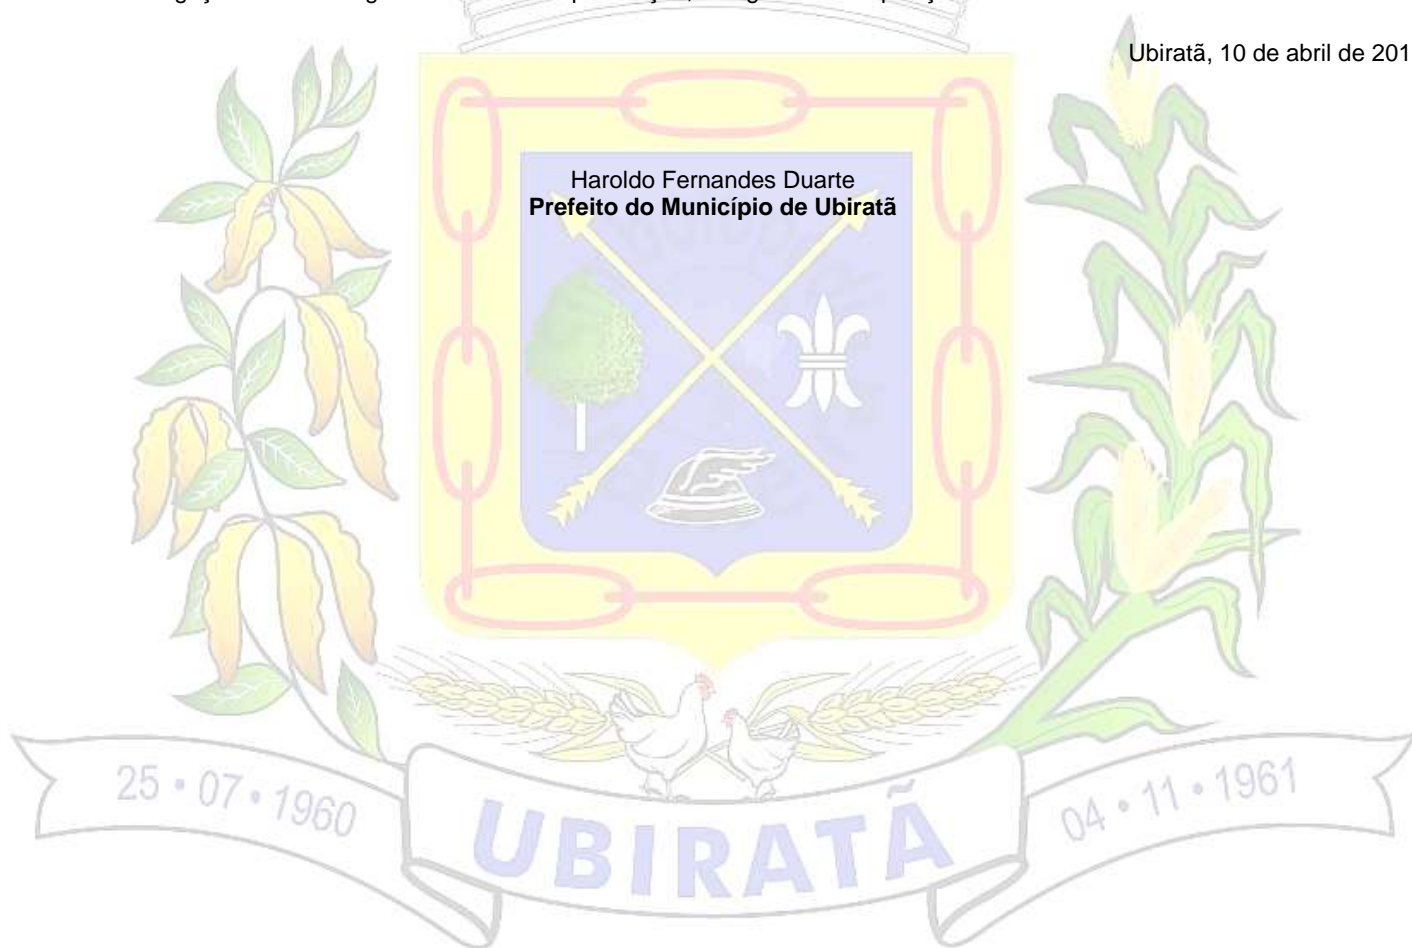 Ubiratã, 10 de abril de 201
Haroldo Fernandes Duarte
Prefeito do Município de Ubiratã
25 • 07 • 1960
UBIRATÃ
04 • 11 • 1961